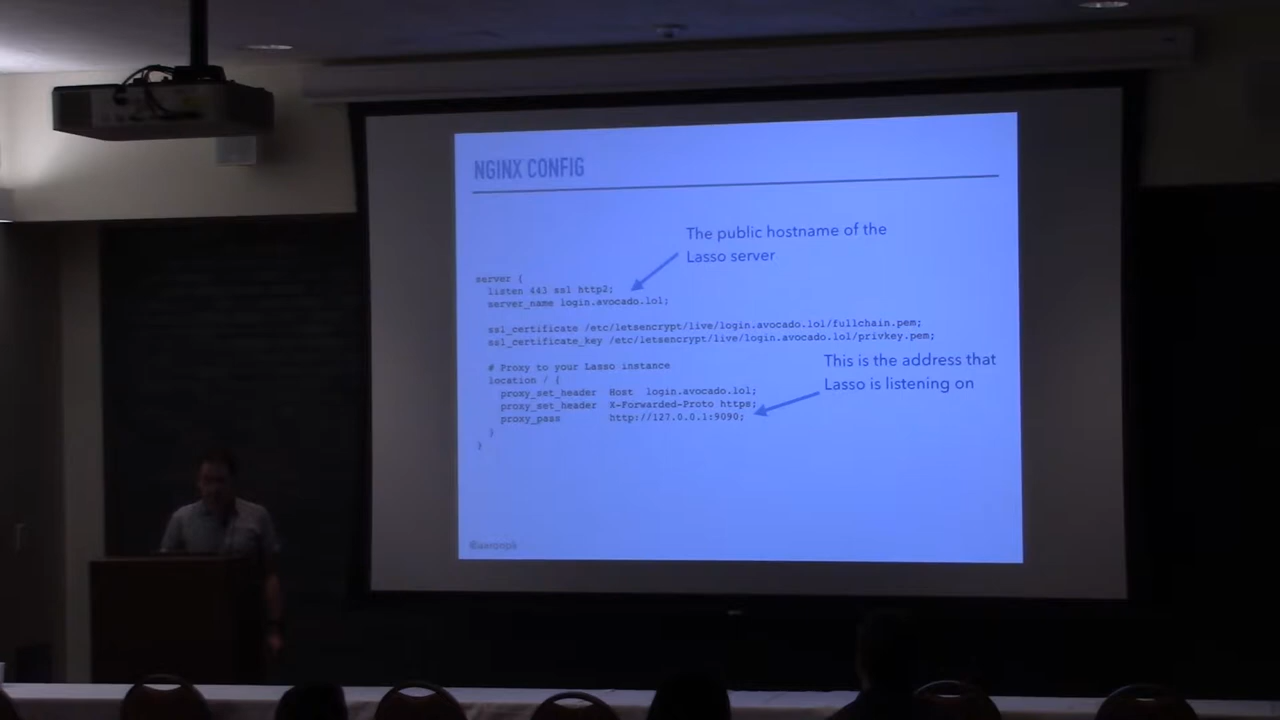 NGINX CONFIG
The public hostname of the
Lasso server
server {
listen 443 ssl http2;
server_name login.avocado.lol;
ssl_certificate /etc/letsencrypt/live/login.avocado.lol/fullchain.pem;
ssl_certificate_key /etc/letsencrypt/live/login.avocado.lol/privkey.pem;
This is the address that
Lasso is listening on
# Proxy to your Lasso instance
location / {
proxy_set_header Host login.avocado.lol;
proxy_set_header X-Forwarded-Proto https;
proxy_pass http://127.0.0.1:9090;
}
}
@aaronpk